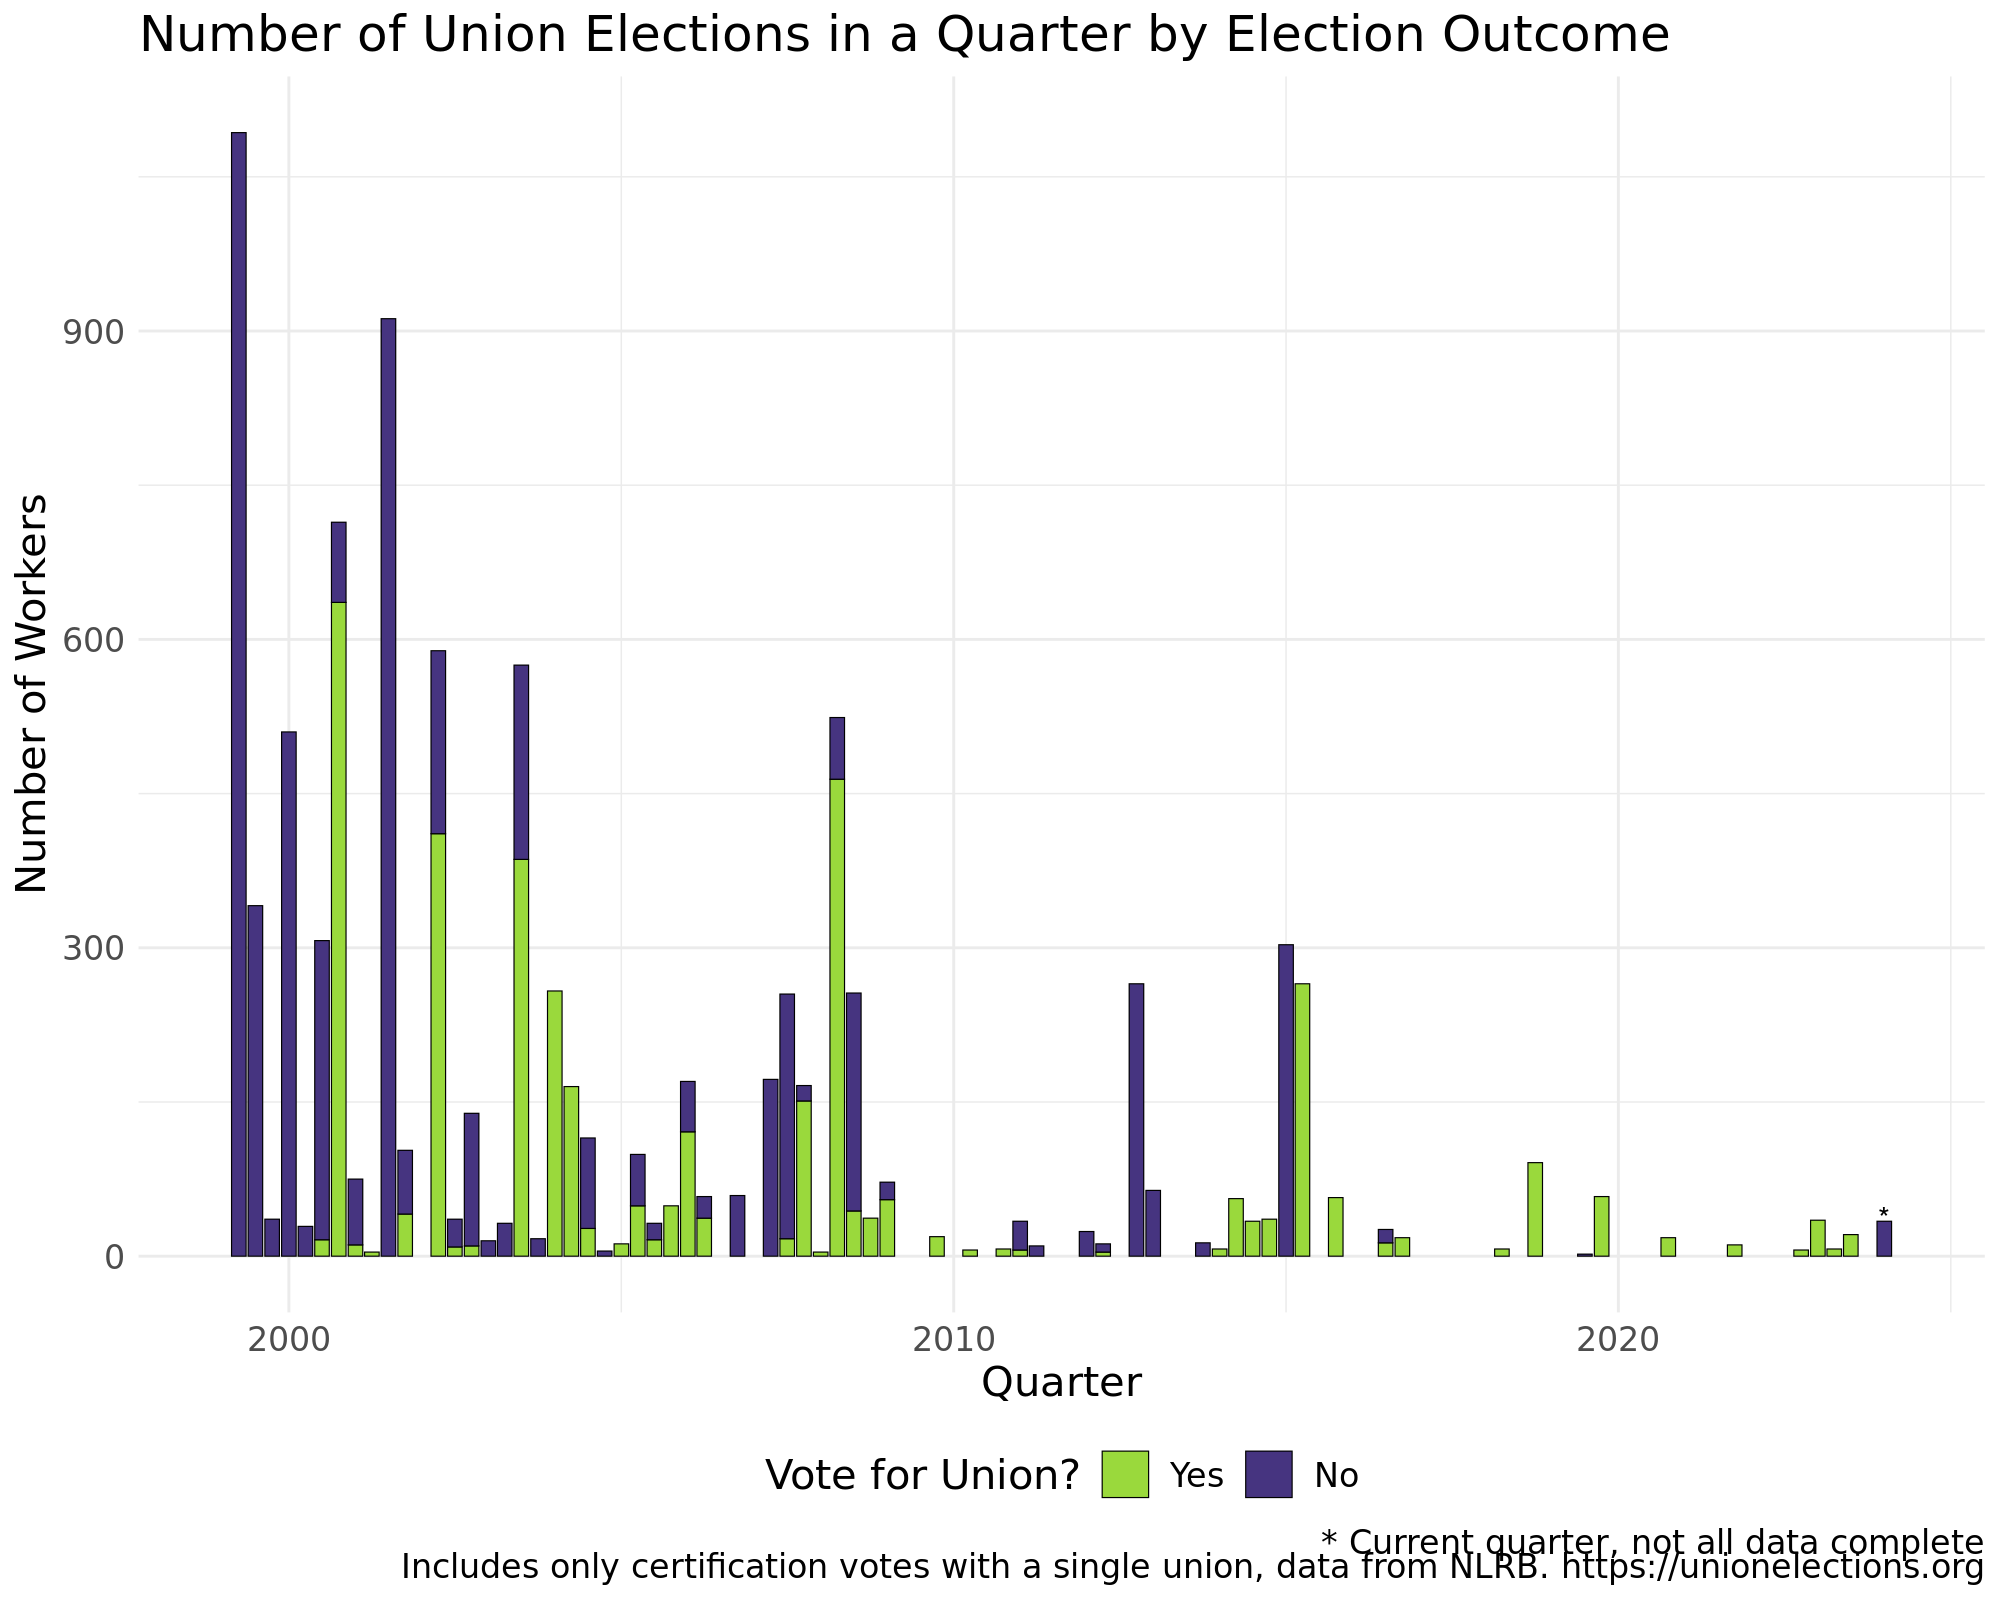 Number of Union Elections in a Quarter by Election Outcome
Number of Workers
900
600
300
0
2000 2010 2020
Quarter
*
Vote for Union? Yes No
* Current quarter, not all data complete
Includes only certification votes with a single union, data from NLRB. https://unionelections.org